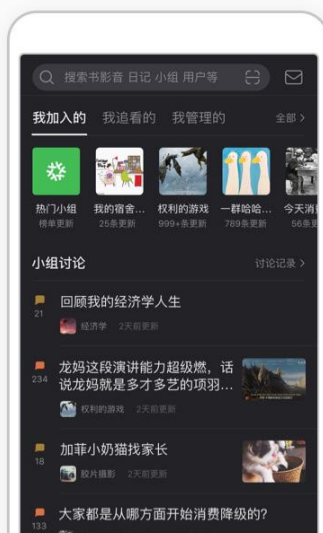 搜索书影音 日记 小组 用户等
我加入的 我追看的 我管理的 全部 >
热门小组 我的宿舍... 权利的游戏 一群哈哈... 今天消
榜单更新 25条更新 999+条更新 789条更新 56条更
小组讨论 讨论记录 >
回顾我的经济学人生
21
经济学 2天前更新
龙妈这段演讲能力超级燃，话
234
说龙妈就是多才多艺的项羽...
权利的游戏 2天前更新
加菲小奶猫找家长
18
胶片摄影 2天前更新
大家都是从哪方面开始消费降级的?
133